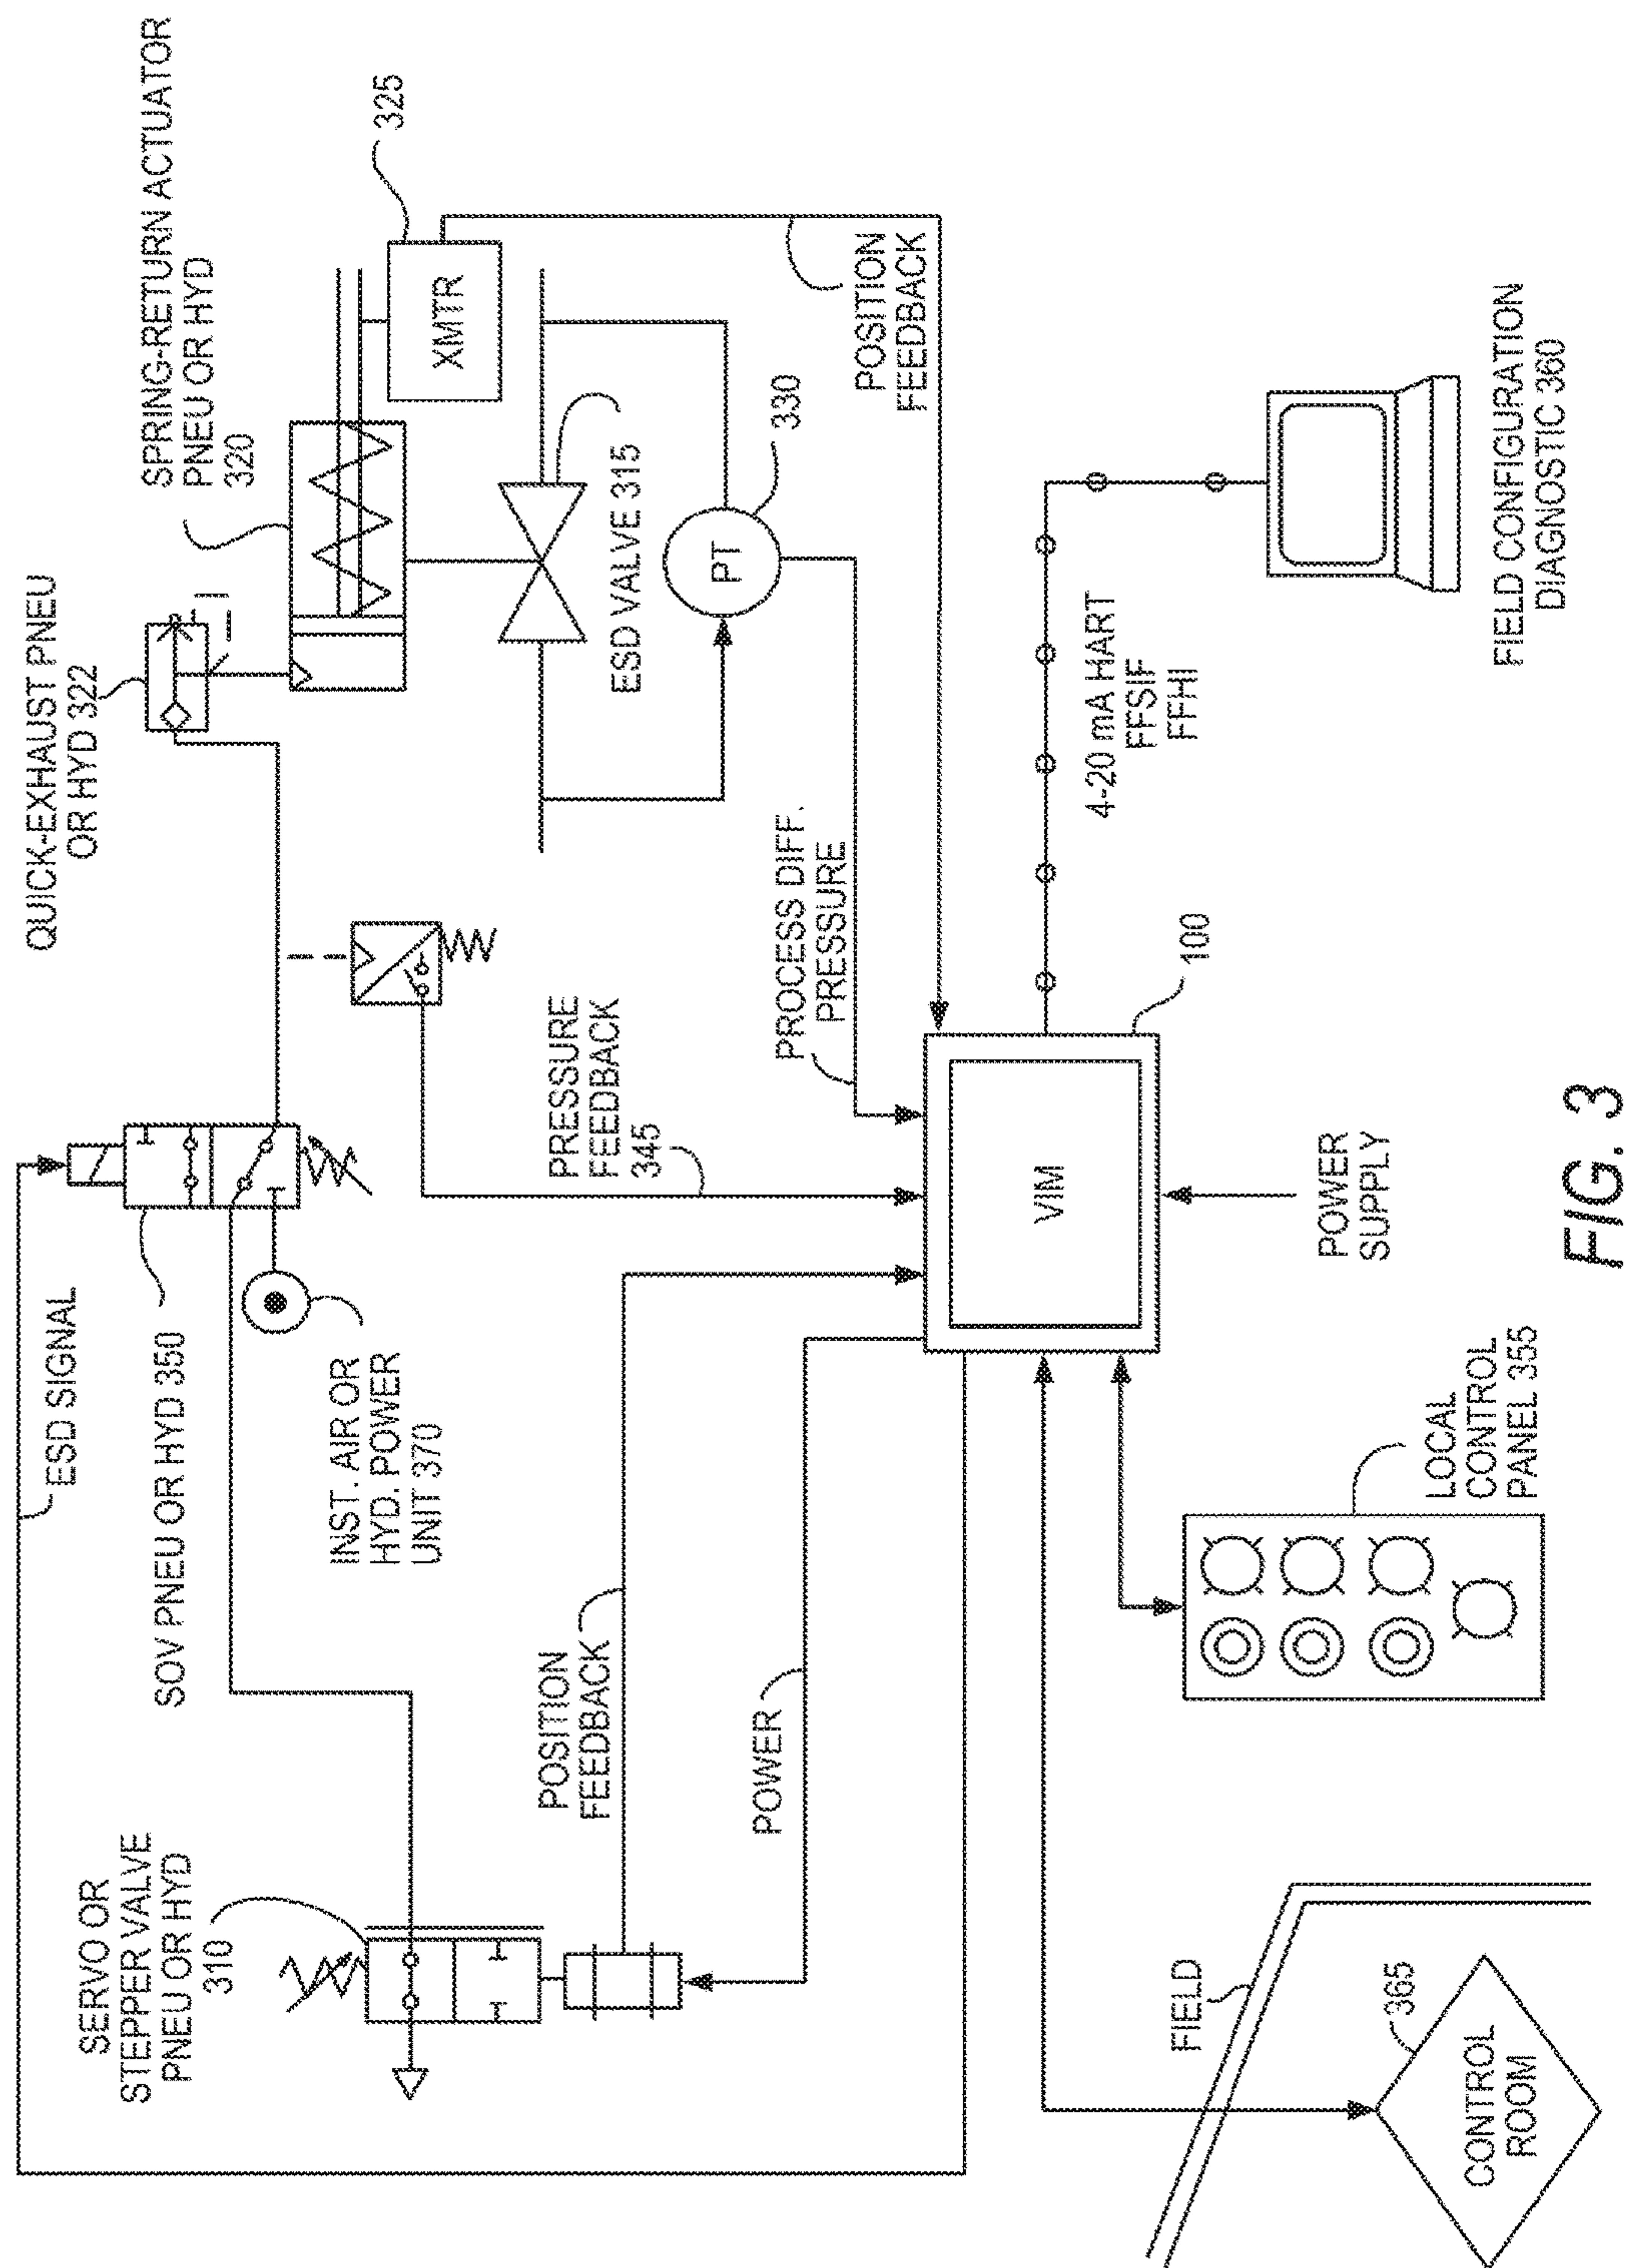 QUICK-EXHAUST PNEU
OR HYD 322
SPRING-RETURN ACTUATOR
PNEU OR HYD
320
325
XMTR
ESD SIGNAL
SOV PNEU OR HYD 350
INST. AIR OR
HYD. POWER
UNIT 370
SERVO OR
STEPPER VALVE
PNEU OR HYD
310
ESD VALVE 315
PT
330
POSITION
FEEDBACK
PRESSURE
FEEDBACK
345
PROCESS DIFF.
PRESSURE
POSITION
FEEDBACK
POWER
VIM
100
4-20 mA HART
FFSIF
FFHI
POWER
SUPPLY
FIELD CONFIGURATION
DIAGNOSTIC 360
LOCAL
CONTROL
PANEL 355
FIELD
365
CONTROL
ROOM
FIG. 3